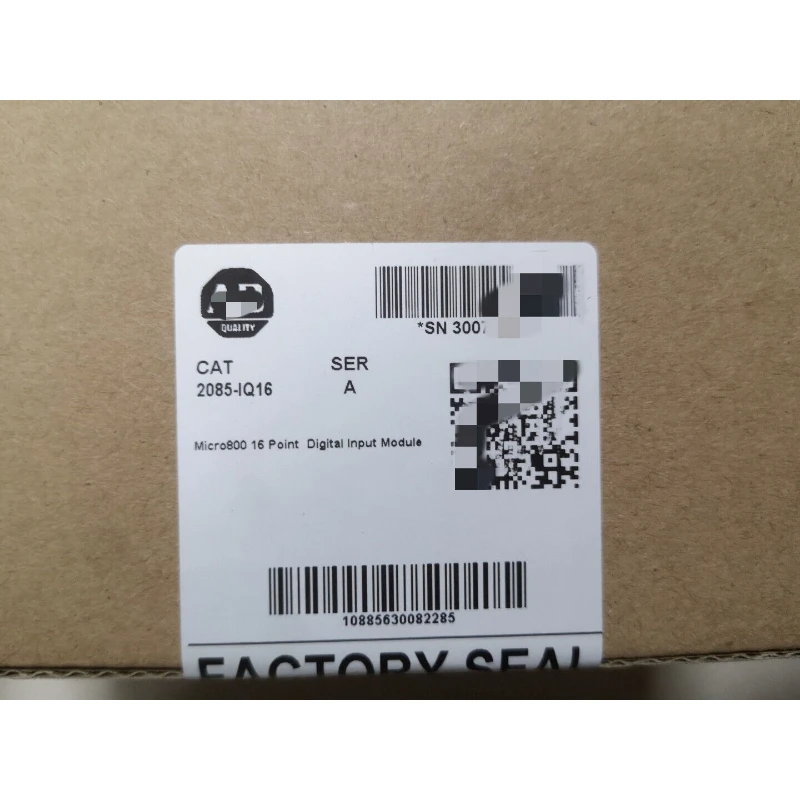 QUALITY
*SN 3007
CAT
2085-IQ16
SER
A
Micro800 16 Point Digital Input Module
10885630082285
FACTORY SEAL